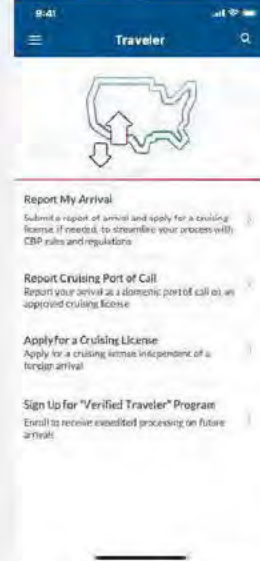 9:41
Traveler
Report My Arrival
Submit a report of arrival and apply for a cruising
license if needed, to streamline your process with
CBP rules and regulations
Report Cruising Port of Call
Report your arrival at a domestic port of call on an
approved cruising license
Apply for a Cruising License
Apply for a cruising license independent of a
foreign arrival
Sign Up for "Verified Traveler" Program
Enroll to receive expedited processing on future
arrivals